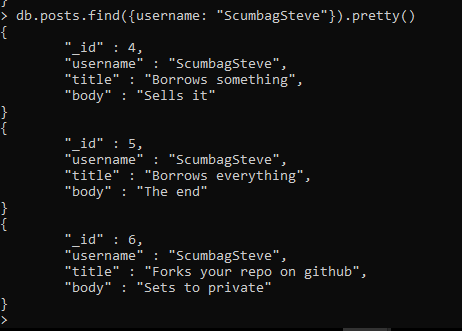 }
> db.posts.find({username: "ScumbagSteve"}).pretty()
{
"_id" : 4,
"username" : "ScumbagSteve",
"title" : "Borrows something",
"body" : "Sells it"
}
{
"_id" : 5,
"username" : "ScumbagSteve",
"title" : "Borrows everything",
"body" : "The end"
}
{
"_id" : 6,
"username" : "ScumbagSteve",
"title" : "Forks your repo on github",
"body" : "Sets to private"
}
>